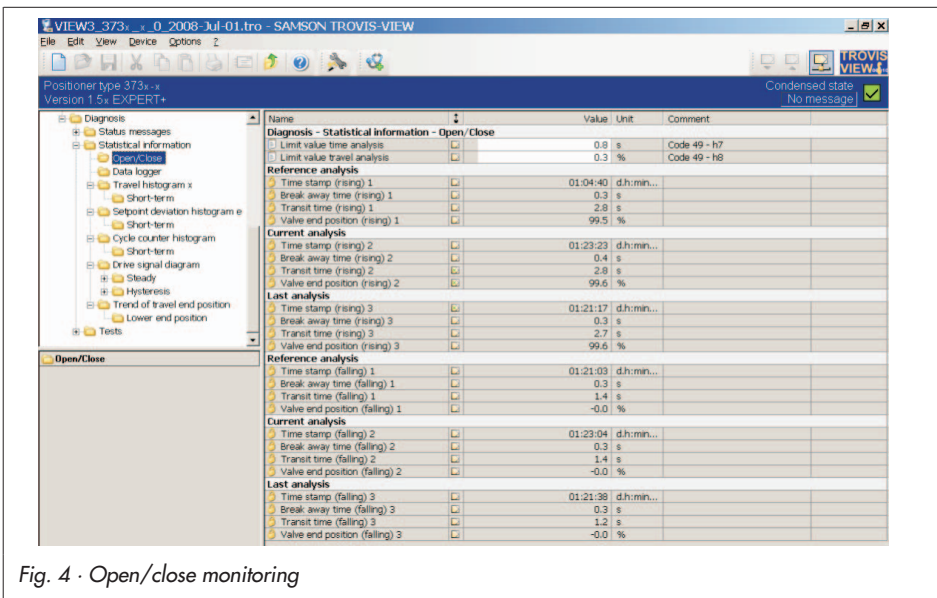 VIEW3_373x_x_0_2008-Jul-01.tro - SAMSON TROVIS-VIEW
File Edit View Device Options ?
TROVIS
VIEW
Positioner type 373x-x
Version 1.5x EXPERT+
Condensed state
No message
Diagnosis
Status messages
Statistical information
Open/Close
Data logger
Travel histogram x
Short-term
Setpoint deviation histogram e
Short-term
Cycle counter histogram
Short-term
Drive signal diagram
Steady
Hysteresis
Trend of travel end position
Lower end position
Tests
Open/Close
Name Value Unit Comment
Diagnosis - Statistical information - Open/Close
Limit value time analysis 0.8 s Code 49 - h7
Limit value travel analysis 0.3 % Code 49 - h8
Reference analysis
Time stamp (rising) 1 01:04:40 d.h:min...
Break away time (rising) 1 0.3 s
Transit time (rising) 1 2.8 s
Valve end position (rising) 1 99.5 %
Current analysis
Time stamp (rising) 2 01:23:23 d.h:min...
Break away time (rising) 2 0.4 s
Transit time (rising) 2 2.8 s
Valve end position (rising) 2 99.6 %
Last analysis
Time stamp (rising) 3 01:21:17 d.h:min...
Break away time (rising) 3 0.3 s
Transit time (rising) 3 2.7 s
Valve end position (rising) 3 99.6 %
Reference analysis
Time stamp (falling) 1 01:21:03 d.h:min...
Break away time (falling) 1 0.3 s
Transit time (falling) 1 1.4 s
Valve end position (falling) 1 -0.0 %
Current analysis
Time stamp (falling) 2 01:23:04 d.h:min...
Break away time (falling) 2 0.3 s
Transit time (falling) 2 1.4 s
Valve end position (falling) 2 -0.0 %
Last analysis
Time stamp (falling) 3 01:21:38 d.h:min...
Break away time (falling) 3 0.3 s
Transit time (falling) 3 1.2 s
Valve end position (falling) 3 -0.0 %
Fig. 4 · Open/close monitoring